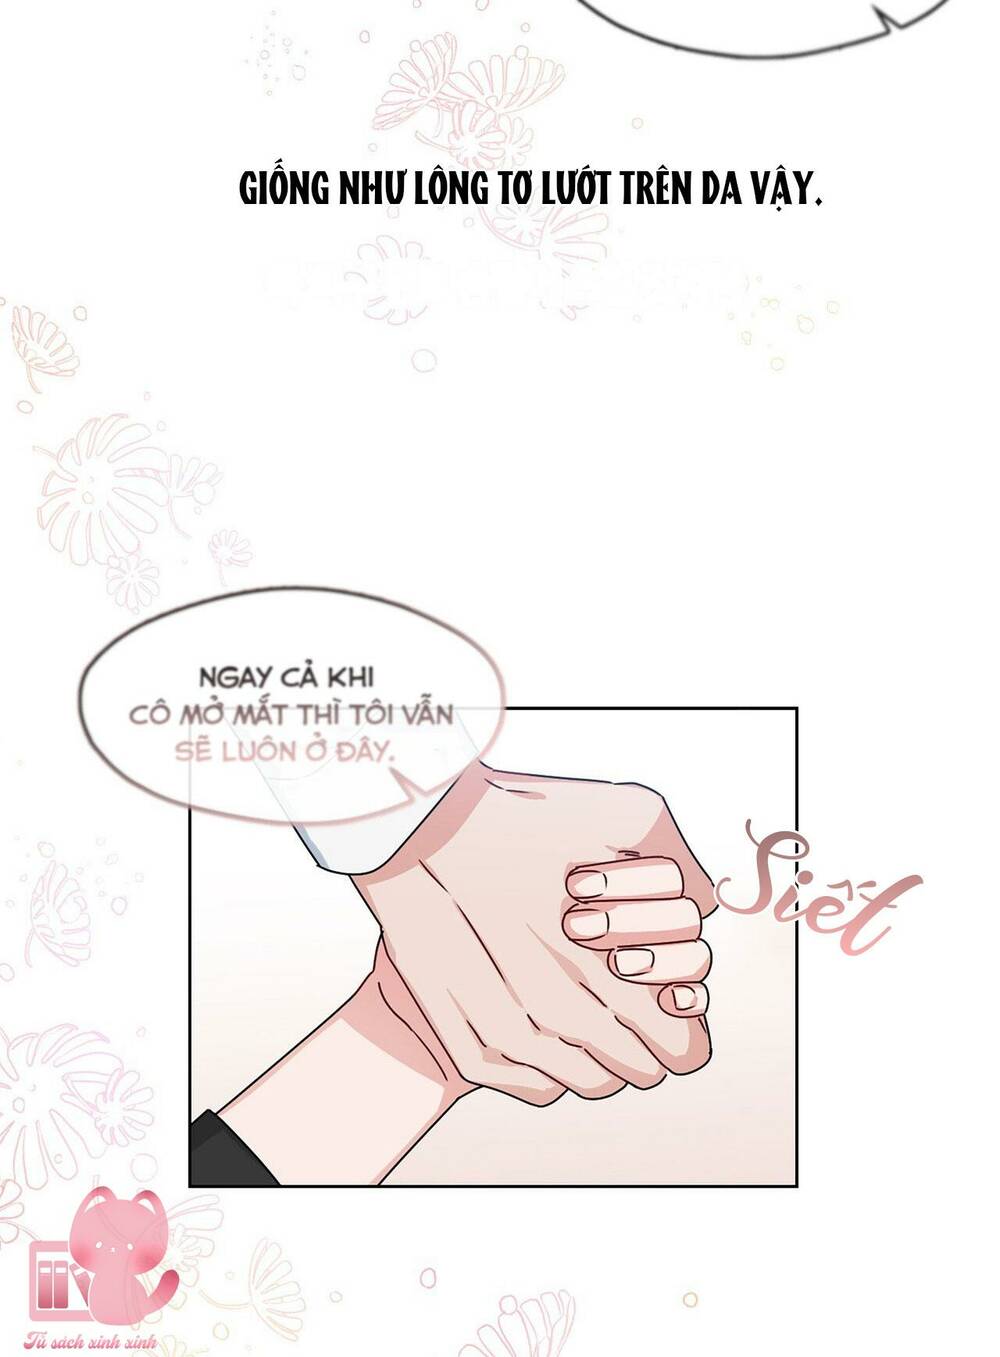 GIỐNG NHƯ LÔNG TƠ LƯỚT TRÊN DA VẬY.
NGAY CẢ KHI
CÔ MỞ MẮT THÌ TÔI VẪN
SẼ LUÔN Ở ĐÂY.
Siết
Tủ sách xinh xinh